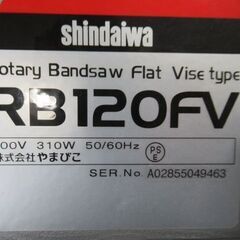 shindaiwa
otary Bandsaw Flat Vise type
RB120FV
00V 310W 50/60Hz
株式会社やまびこ
PS
E
SER.No A02855049463